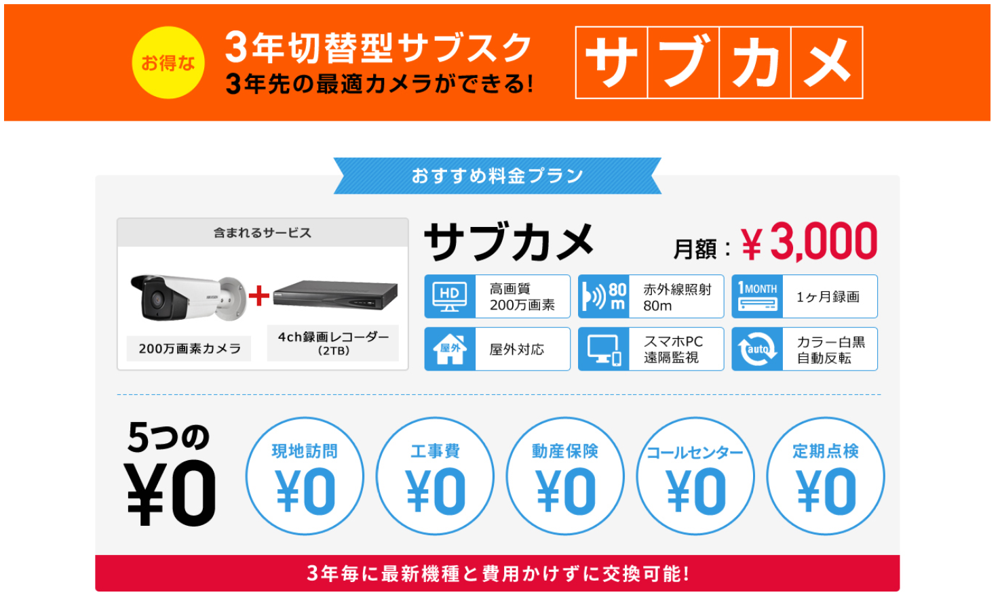 お得な
3年切替型サブスク
3年先の最適カメラができる!
サブカメ
おすすめ料金プラン
含まれるサービス
HIKVISION
200万画素カメラ
4ch録画レコーダー
(2TB)
サブカメ
月額:¥3,000
HD
高画質
200万画素
80
m
赤外線照射
80m
1MONTH
1ヶ月録画
屋外
屋外対応
スマホPC
遠隔監視
auto
カラー白黒
自動反転
5つの
¥0
現地訪問
¥0
工事費
¥0
動産保険
¥0
コールセンター
¥0
定期点検
¥0
3年毎に最新機種と費用かけずに交換可能!